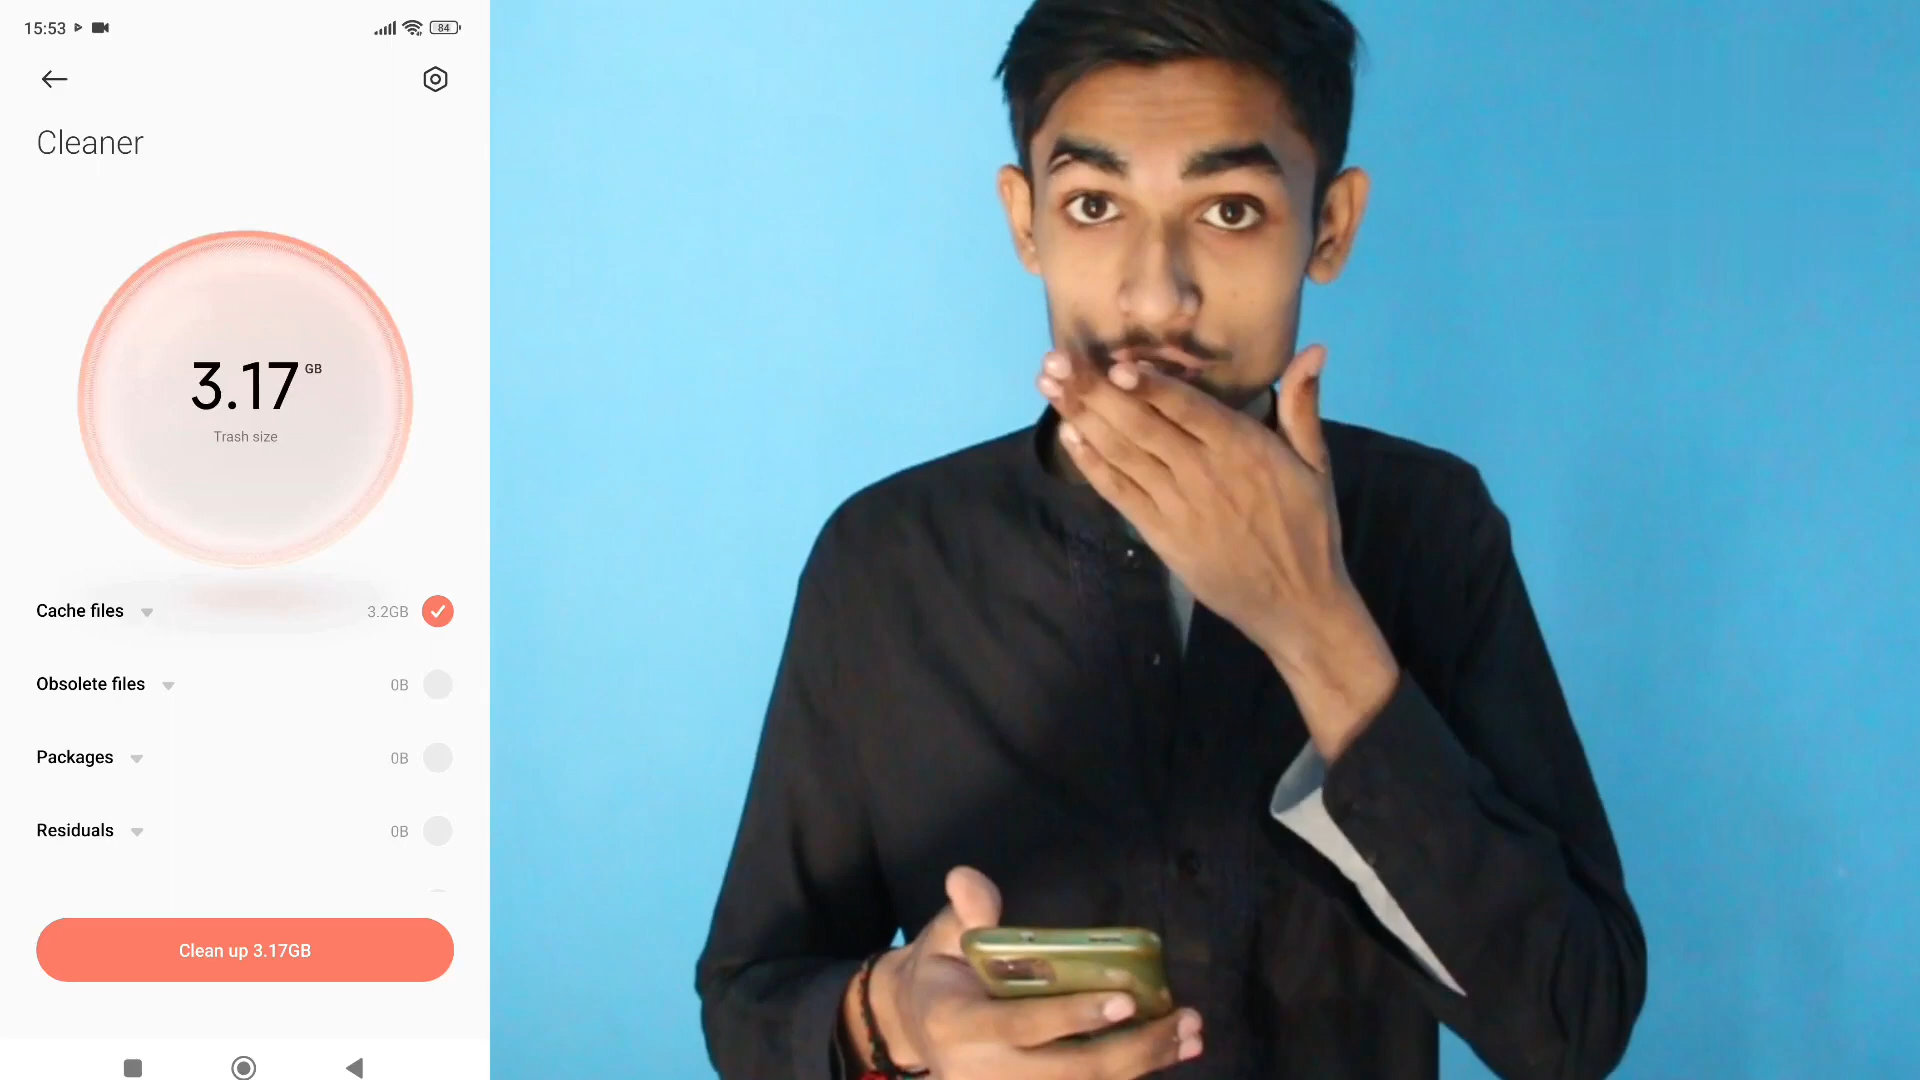 15:53
84
Cleaner
3.17 GB
Trash size
Cache files 3.2GB
Obsolete files 0B
Packages 0B
Residuals 0B
Clean up 3.17GB